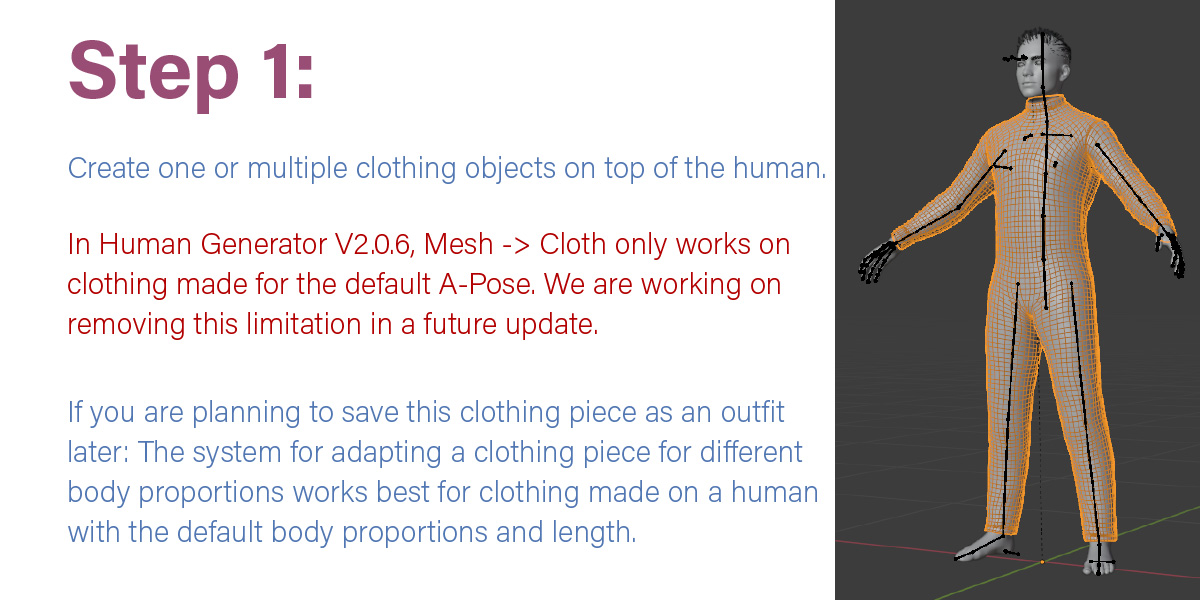 Step 1:
Create one or multiple clothing objects on top of the human.
In Human Generator V2.0.6, Mesh -> Cloth only works on
clothing made for the default A-Pose. We are working on
removing this limitation in a future update.
If you are planning to save this clothing piece as an outfit
later: The system for adapting a clothing piece for different
body proportions works best for clothing made on a human
with the default body proportions and length.